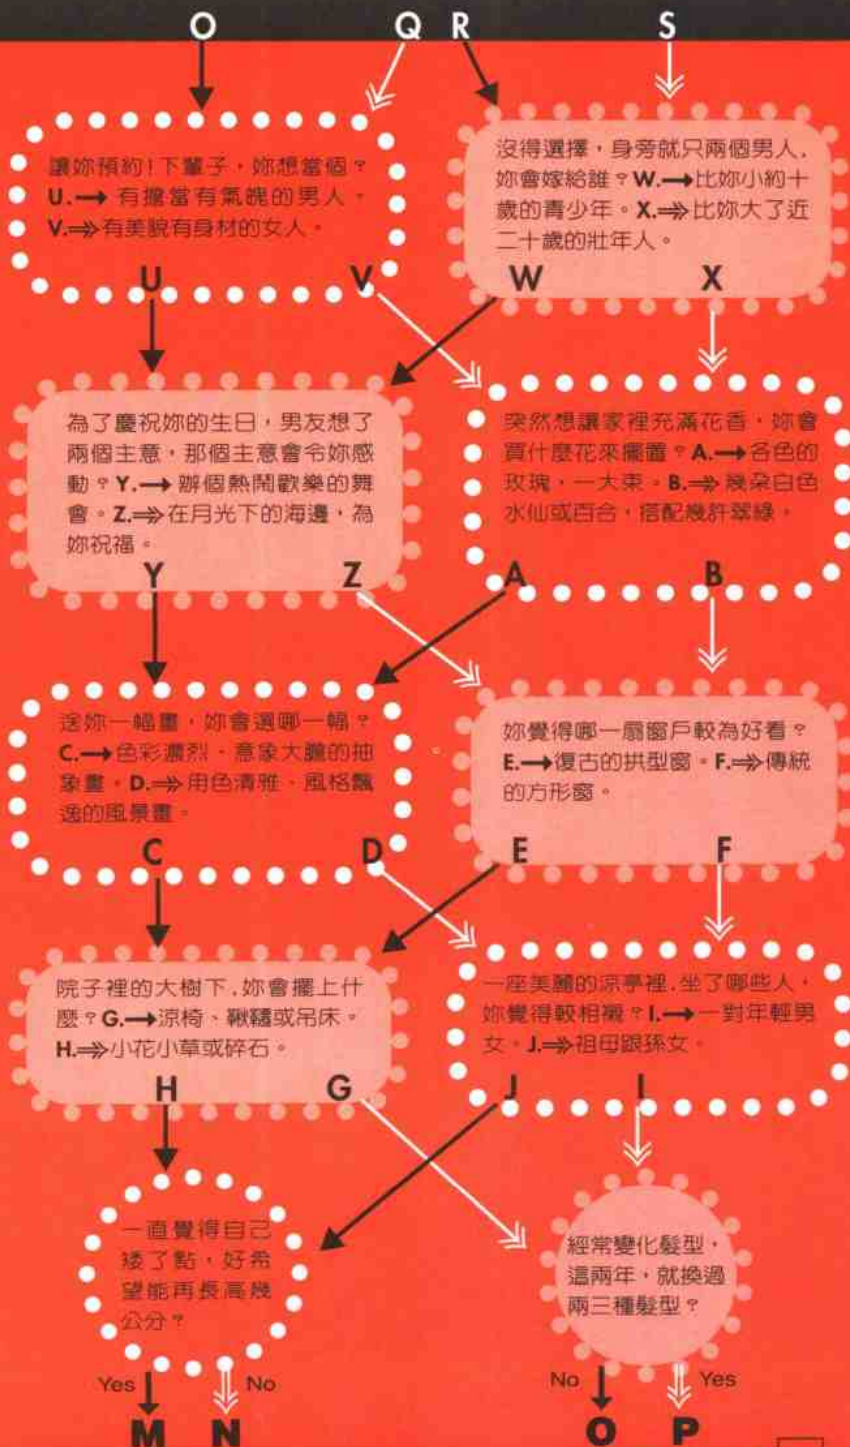 O Q R S
讓妳預約!下輩子,妳想當個?
U.→ 有擔當有氣魄的男人。
V.⇒有美貌有身材的女人。
U V
沒得選擇,身旁就只兩個男人,
妳會嫁給誰?W.→比妳小約十
歲的青少年。X.⇒比妳大了近
二十歲的壯年人。
W X
為了慶祝妳的生日,男友想了
兩個主意,那個主意會令妳感
動?Y.→ 辦個熱鬧歡樂的舞
會。Z.⇒在月光下的海邊,為
妳祝福。
Y Z
突然想讓家裡充滿花香,妳會
買什麼花來擺置?A.→各色的
玫瑰,一大束。B.⇒幾朵白色
水仙或百合,搭配幾許翠綠。
A B
送妳一幅畫,妳會選哪一幅?
C.→色彩濃烈、意象大膽的抽
象畫。D.⇒用色清雅、風格飄
逸的風景畫。
C D
妳覺得哪一扇窗戶較為好看?
E.→復古的拱型窗。F.⇒傳統
的方形窗。
E F
院子裡的大樹下,妳會擺上什
麼?G.→涼椅、鞦韆或吊床。
H.⇒小花小草或碎石。
H G
一座美麗的涼亭裡,坐了哪些人,
妳覺得較相襯?I.→一對年輕男
女。J.⇒祖母跟孫女。
J I
一直覺得自己
矮了點,好希
望能再長高幾
公分?
Yes No
M N
經常變化髮型,
這兩年,就換過
兩三種髮型?
No Yes
O P